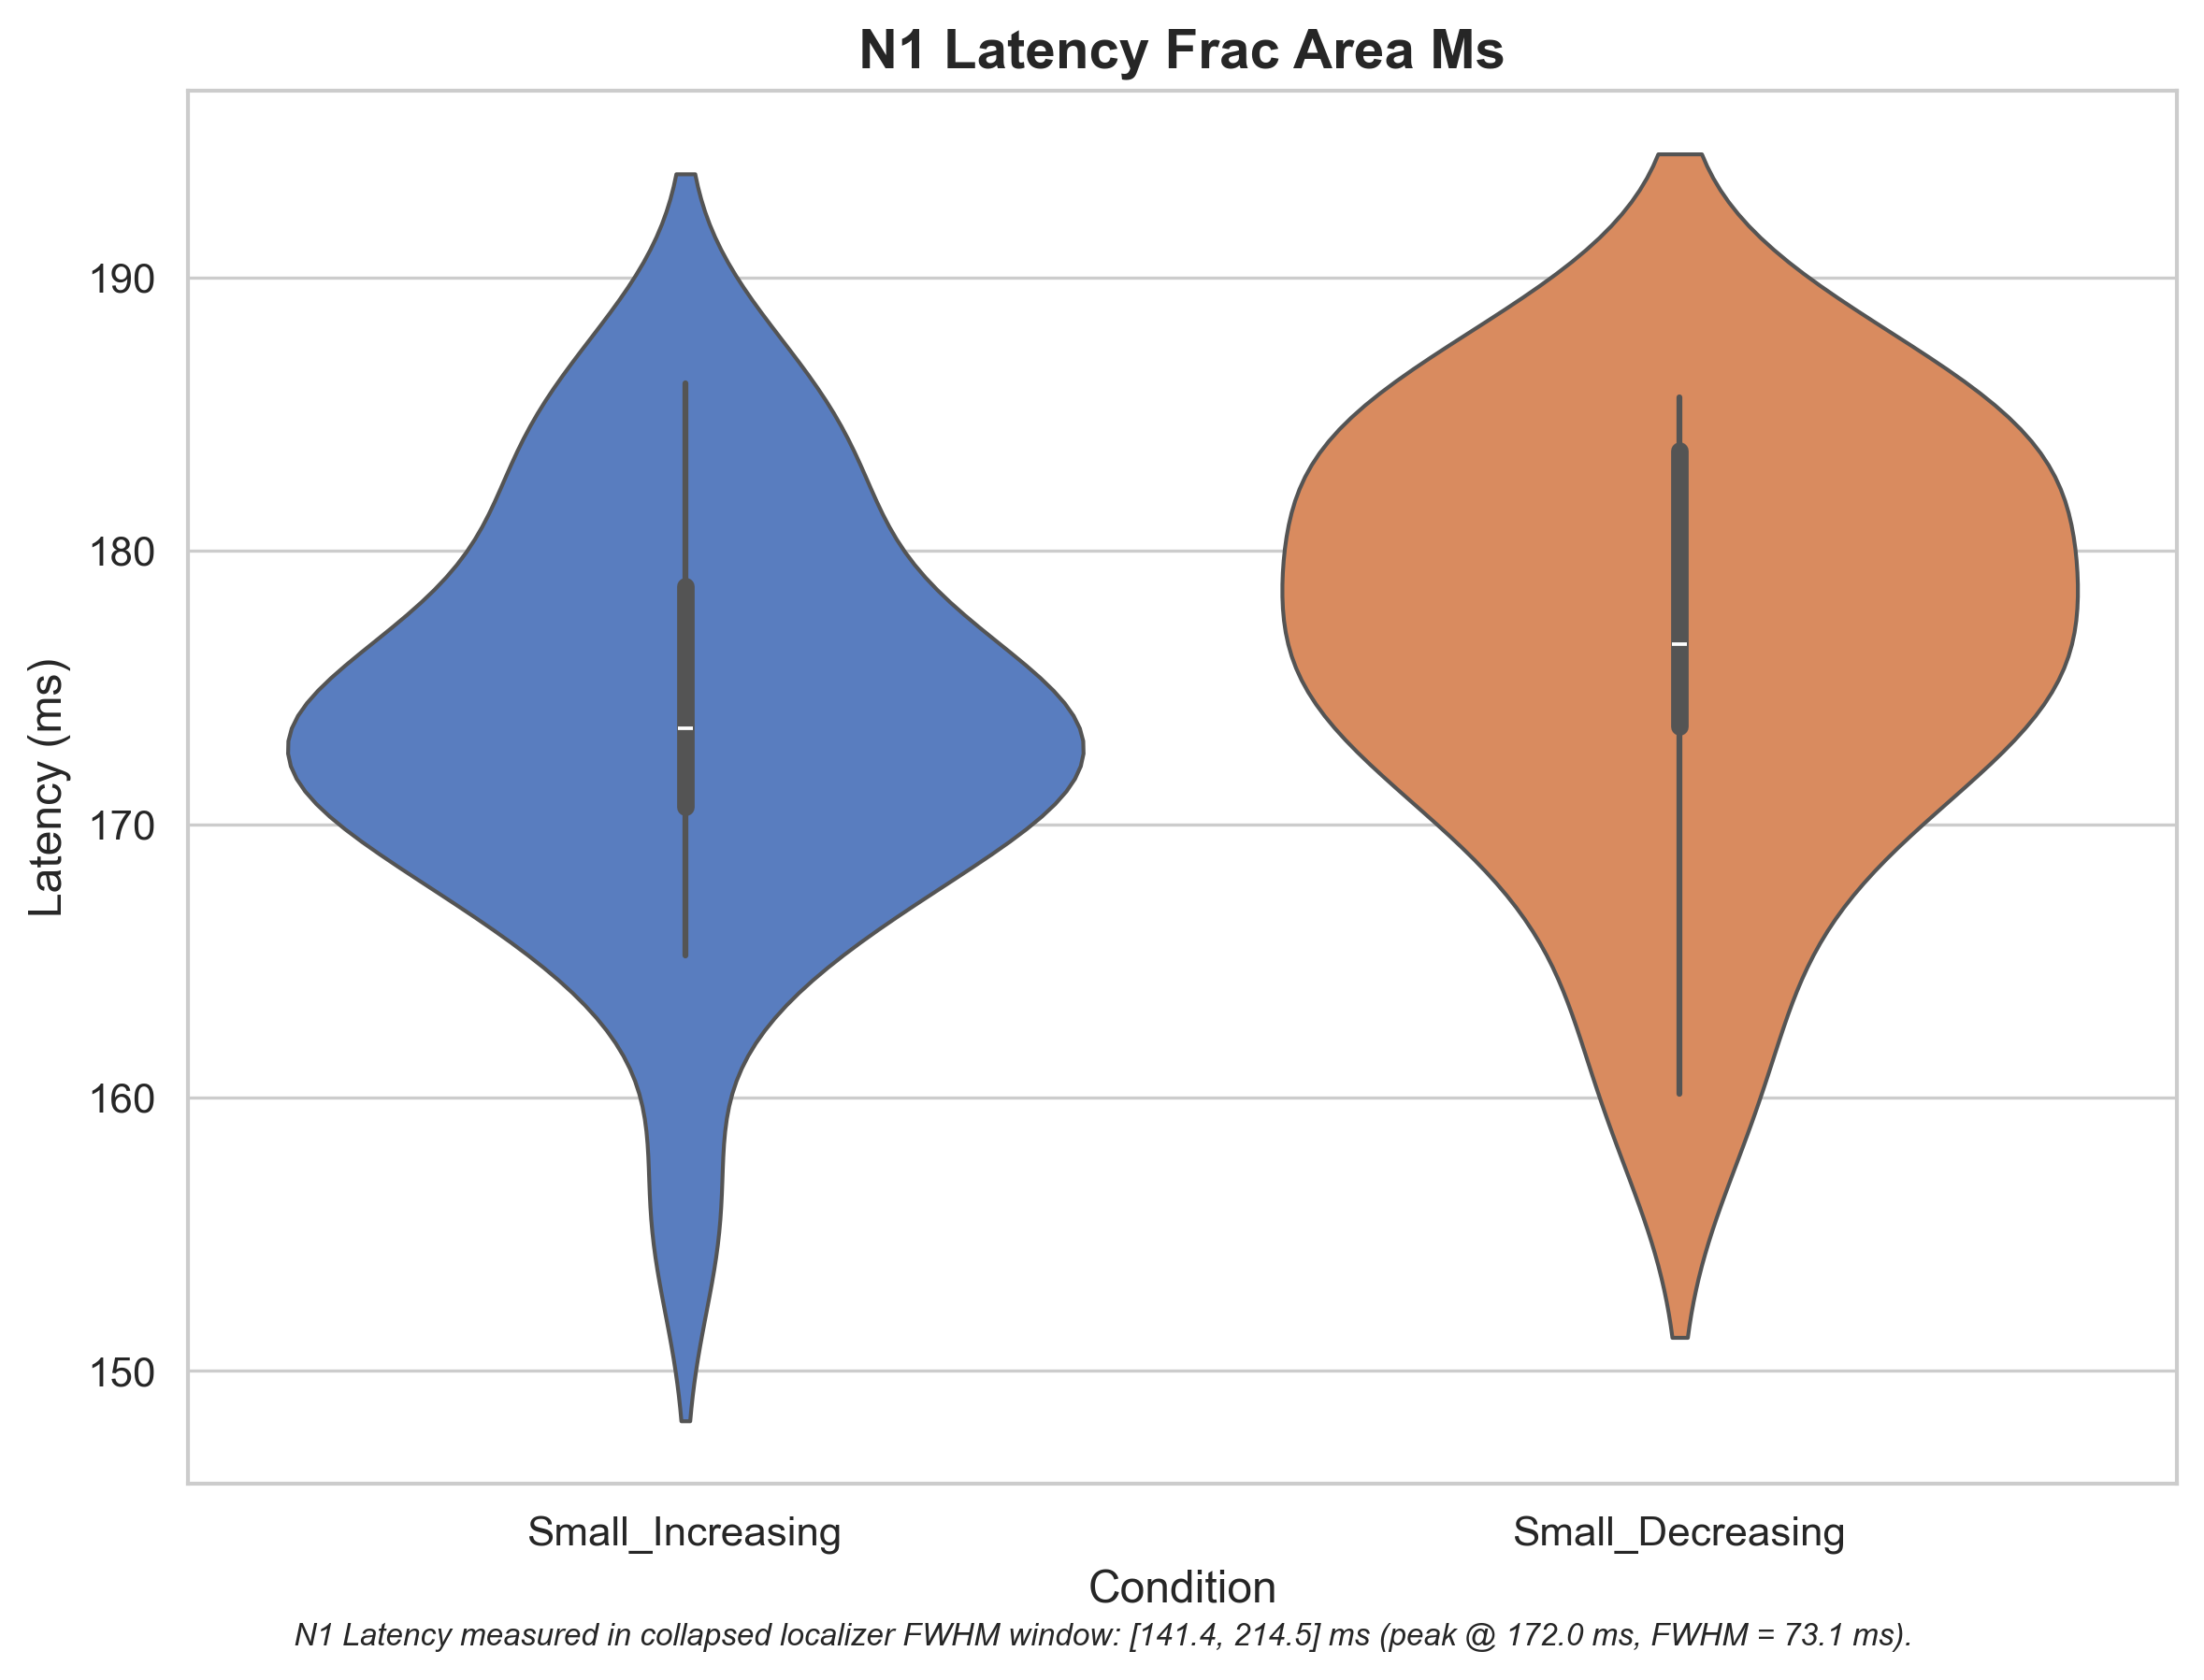 N1 Latency Frac Area Ms
Latency (ms)
190
180
170
160
150
Small_Increasing
Small_Decreasing
Condition
N1 Latency measured in collapsed localizer FWHM window: [141.4, 214.5] ms (peak @ 172.0 ms, FWHM = 73.1 ms).